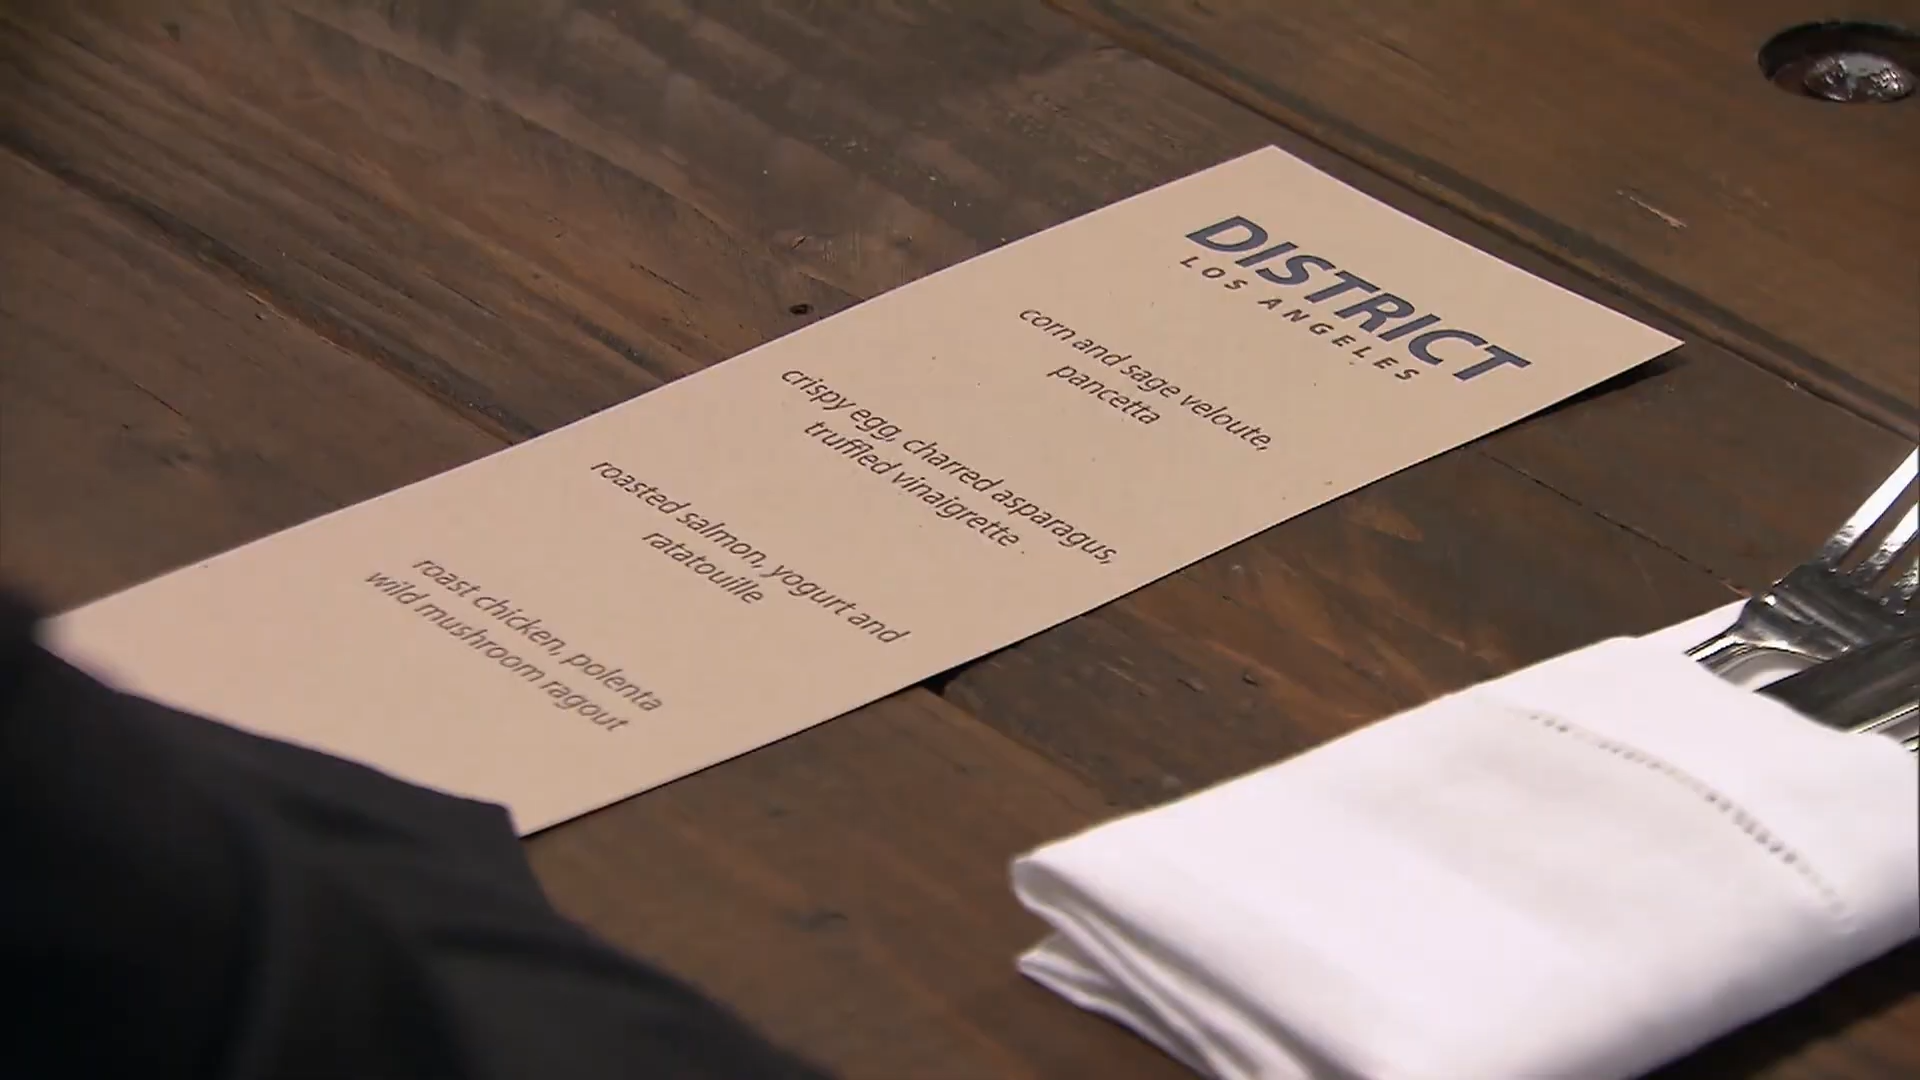 DISTRICT
LOS ANGELES
corn and sage veloute,
pancetta
crispy egg, charred asparagus,
truffled vinaigrette
roasted salmon, yogurt and
ratatouille
roast chicken, polenta
wild mushroom ragout